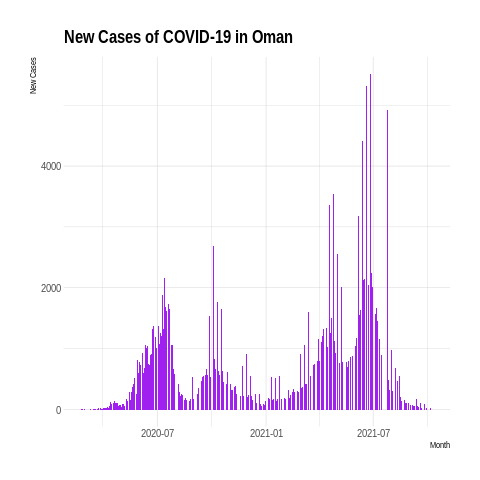 New Cases of COVID-19 in Oman
New Cases
4000
2000
0
2020-07
2021-01
2021-07
Month